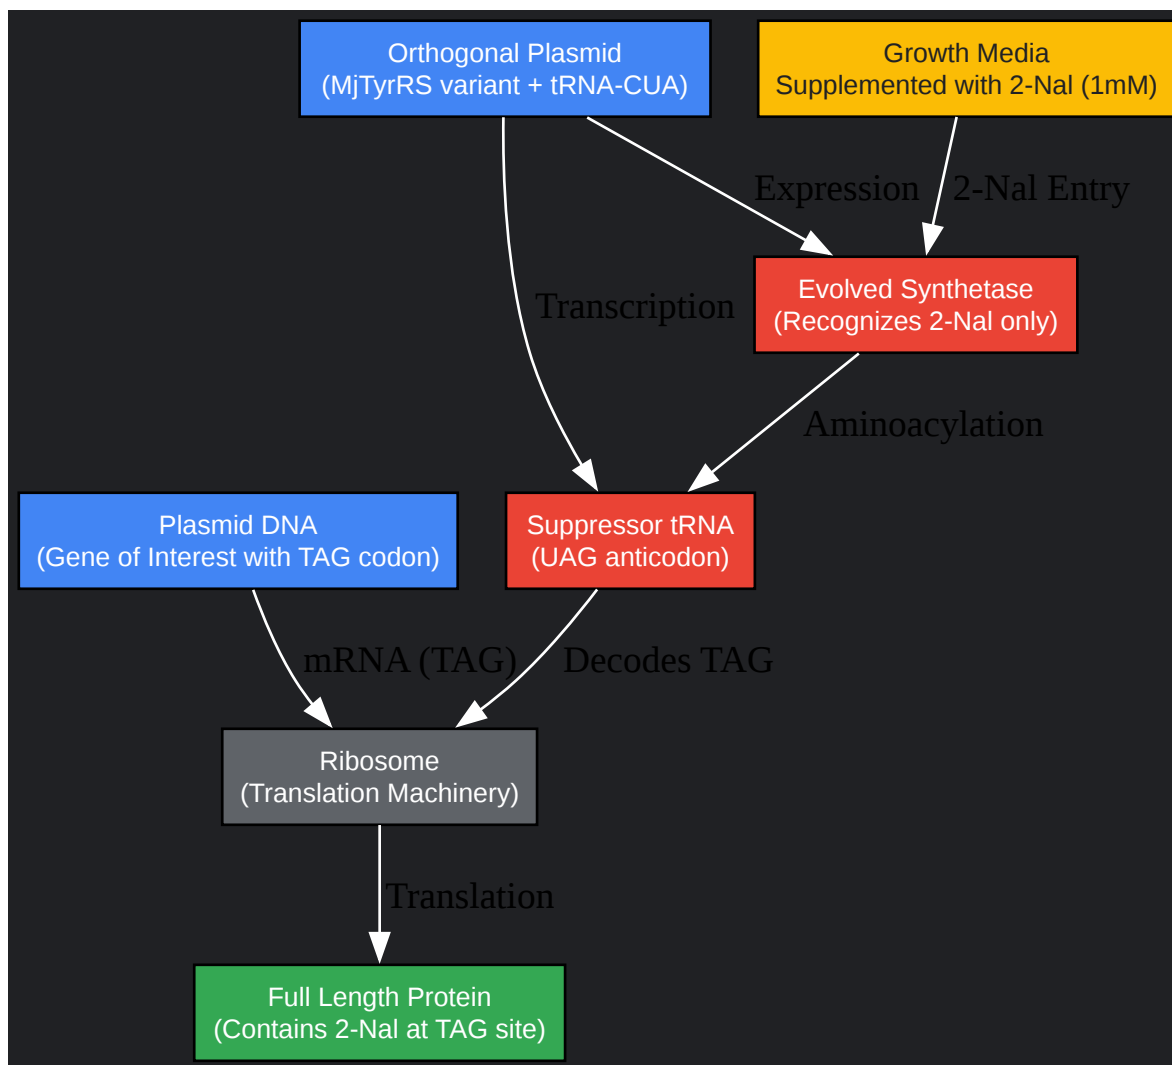 Orthogonal Plasmid
(MjTyrRS variant + tRNA-CUA)
Growth Media
Supplemented with 2-Nal (1mM)
Expression
2-Nal Entry
Evolved Synthetase
(Recognizes 2-Nal only)
Transcription
Aminoacylation
Plasmid DNA
(Gene of Interest with TAG codon)
Suppressor tRNA
(UAG anticodon)
mRNA (TAG)
Decodes TAG
Ribosome
(Translation Machinery)
Translation
Full Length Protein
(Contains 2-Nal at TAG site)